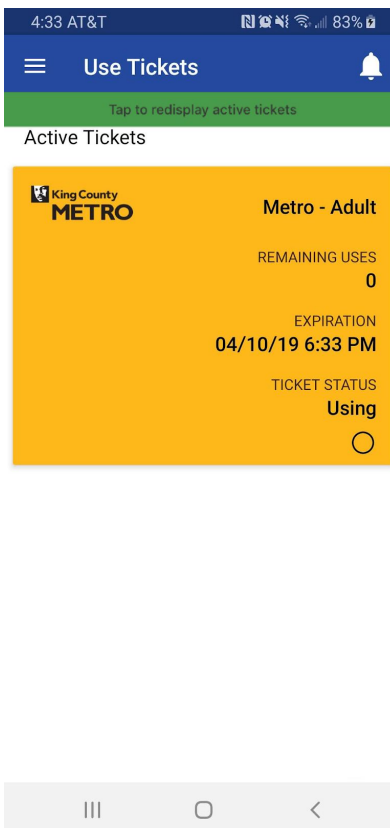 4:33 AT&T 83%
Use Tickets
Tap to redisplay active tickets
Active Tickets
King County
METRO
Metro - Adult
REMAINING USES
0
EXPIRATION
04/10/19 6:33 PM
TICKET STATUS
Using